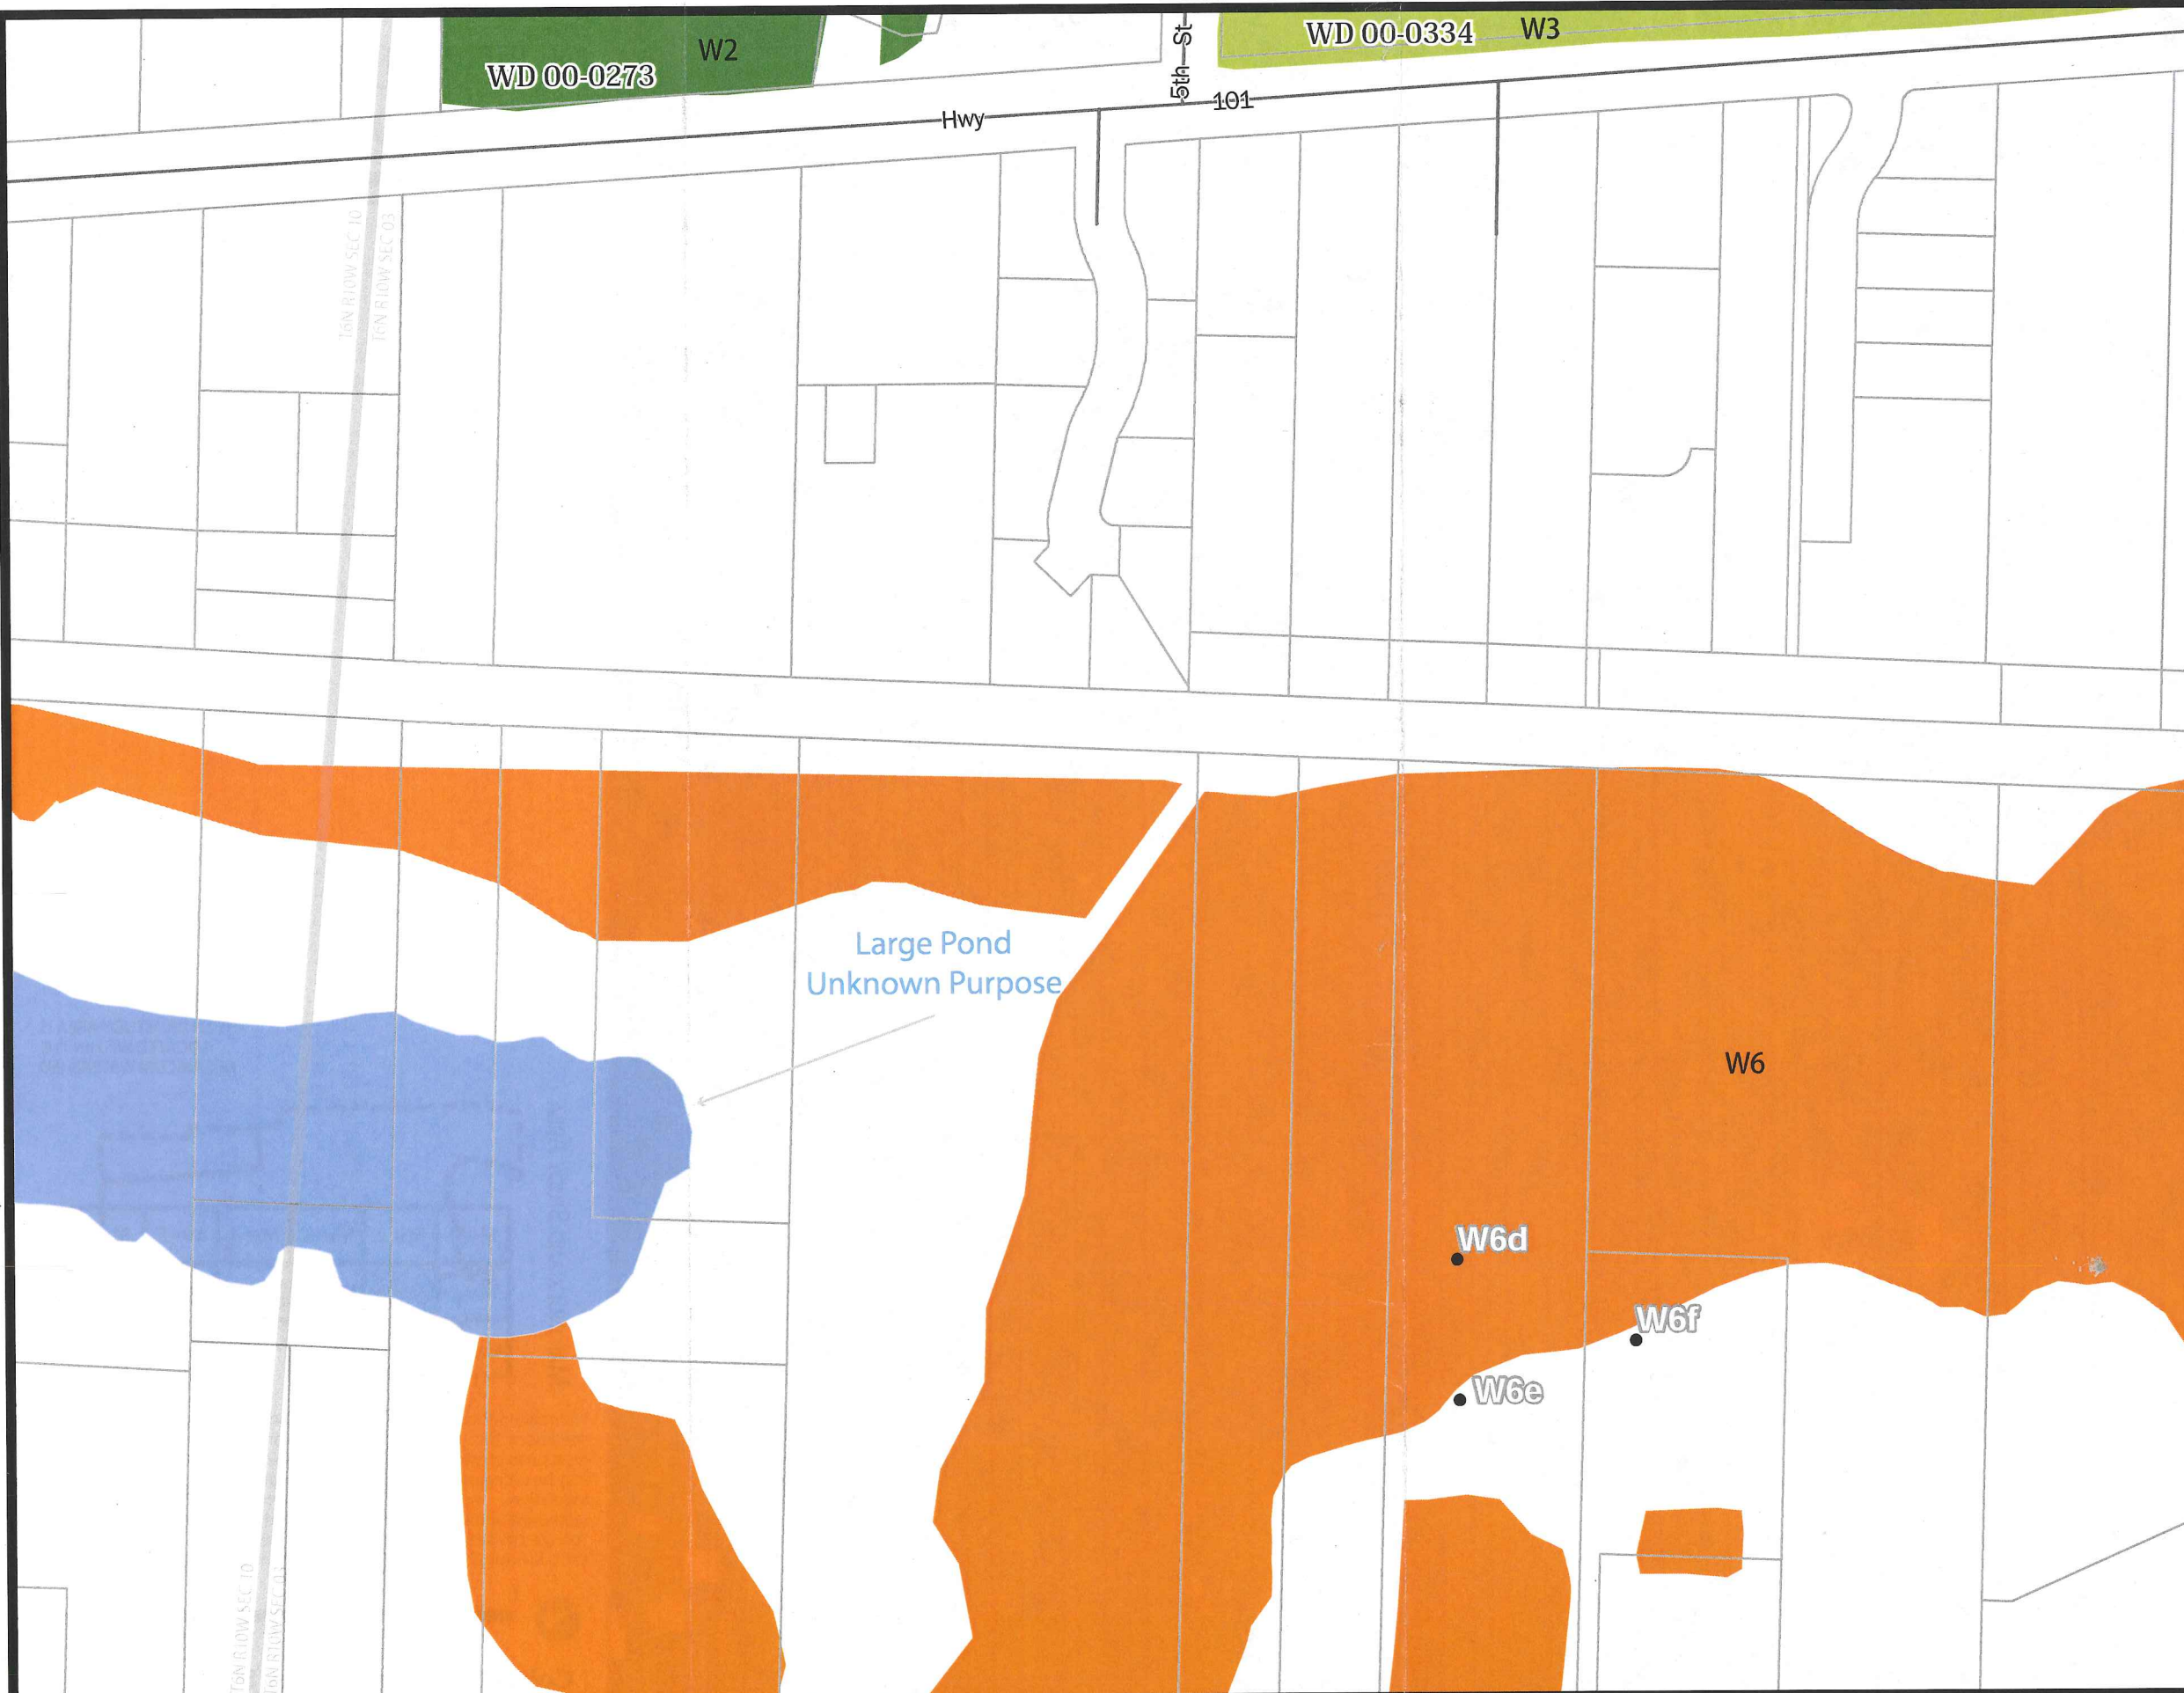 WD 00-0273
W2
5th St
WD 00-0334
W3
Hwy
101
T6N R10W SEC 10
T6N R10W SEC 03
Large Pond
Unknown Purpose
W6
W6d
W6f
W6e
T6N R10W SEC 10
T6N R10W SEC 03